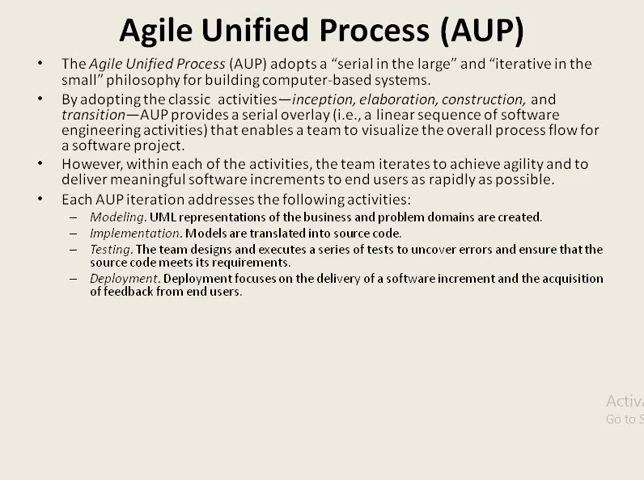 Agile Unified Process (AUP)
• The Agile Unified Process (AUP) adopts a “serial in the large” and “iterative in the
small” philosophy for building computer-based systems.
• By adopting the classic activities—inception, elaboration, construction, and
transition—AUP provides a serial overlay (i.e., a linear sequence of software
engineering activities) that enables a team to visualize the overall process flow for
a software project.
• However, within each of the activities, the team iterates to achieve agility and to
deliver meaningful software increments to end users as rapidly as possible.
• Each AUP iteration addresses the following activities:
– Modeling. UML representations of the business and problem domains are created.
– Implementation. Models are translated into source code.
– Testing. The team designs and executes a series of tests to uncover errors and ensure that the
source code meets its requirements.
– Deployment. Deployment focuses on the delivery of a software increment and the acquisition
of feedback from end users.
Activa
Go to S